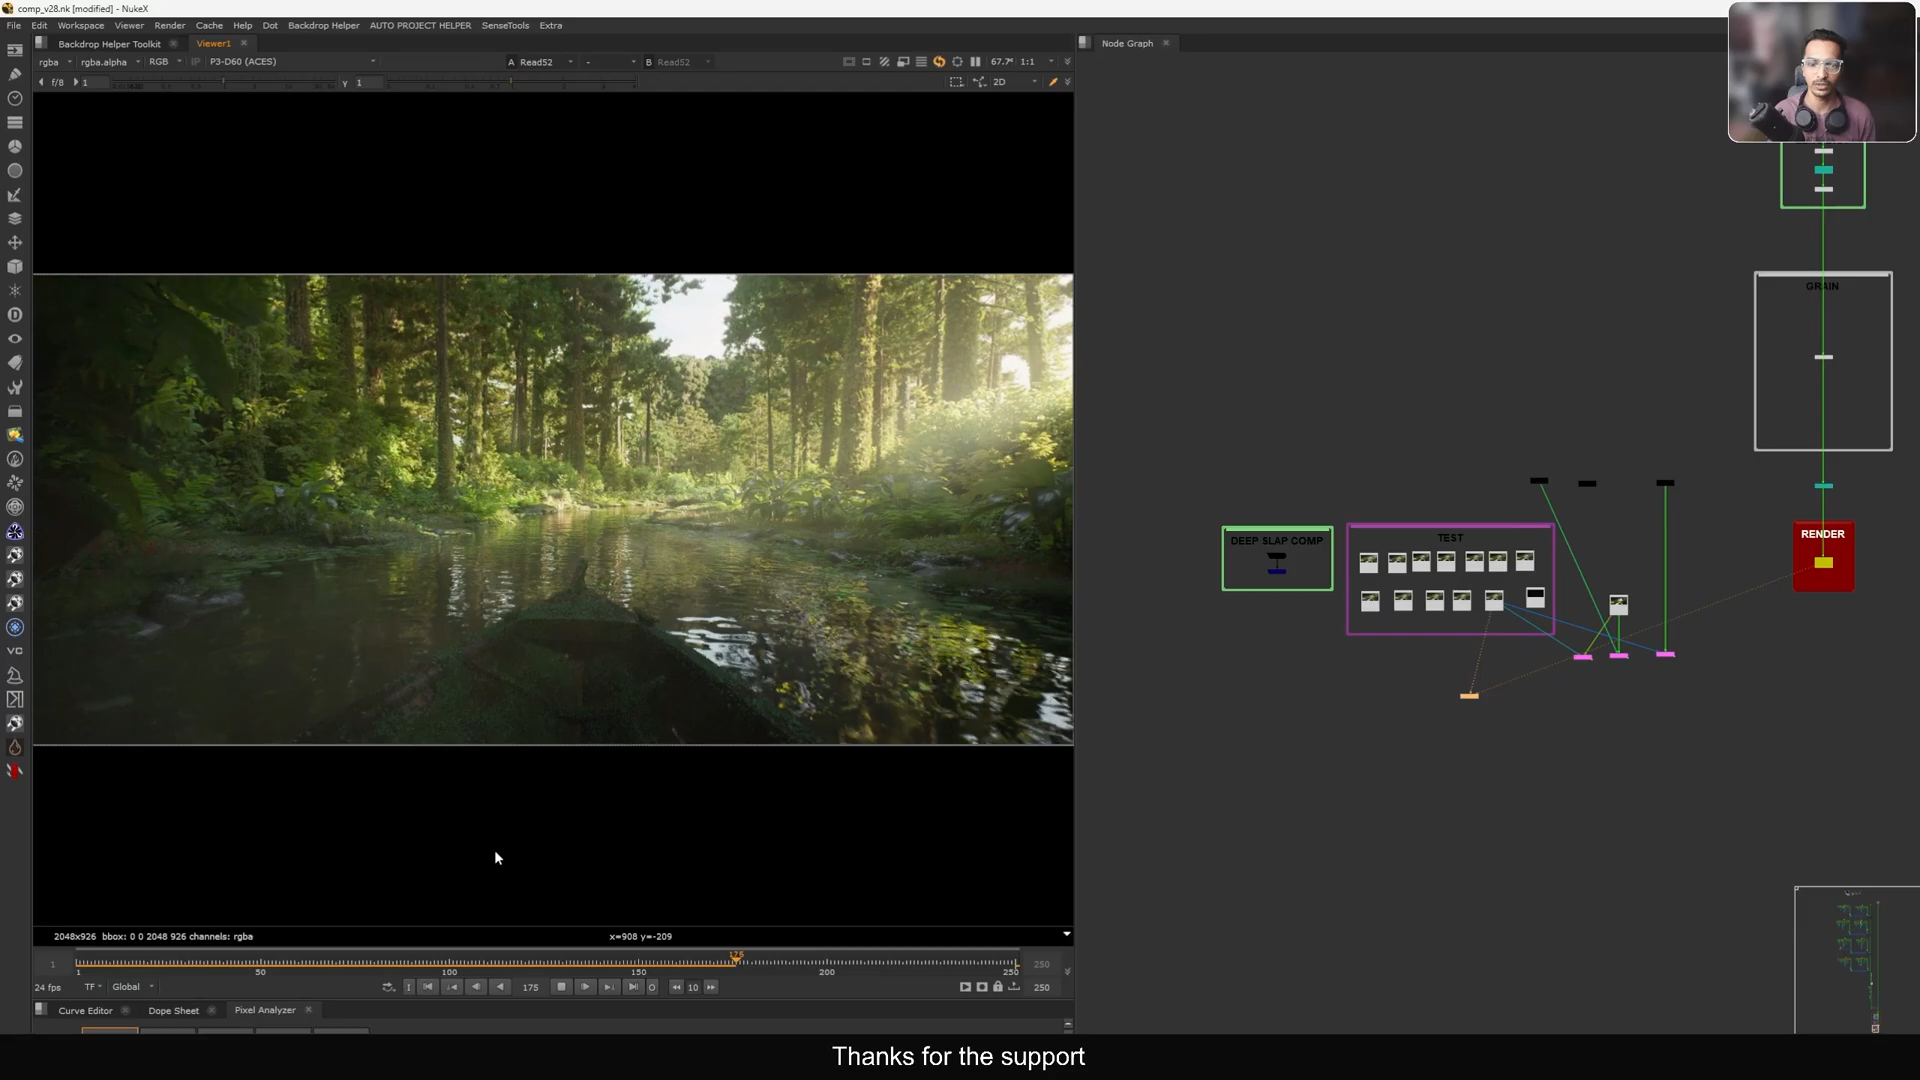 comp_v28.nk [modified] - NukeX
File Edit Workspace Viewer Render Cache Help Dot Backdrop Helper AUTO PROJECT HELPER SenseTools Extra
Backdrop Helper Toolkit Viewer1
Node Graph
rgba rgba.alpha RGB IP P3-D60 (ACES) A Read52 - B Read52 67.7* 1:1
f/8 1 Y 1 2D
GRAIN
RENDER
DEEP SLAP COMP
TEST
2048x926 bbox: 0 0 2048 926 channels: rgba x=908 y=-209
175
1 250
1 50 100 150 200 250
24 fps TF Global I 175 O 10 250
Curve Editor Dope Sheet Pixel Analyzer
VC
Thanks for the support